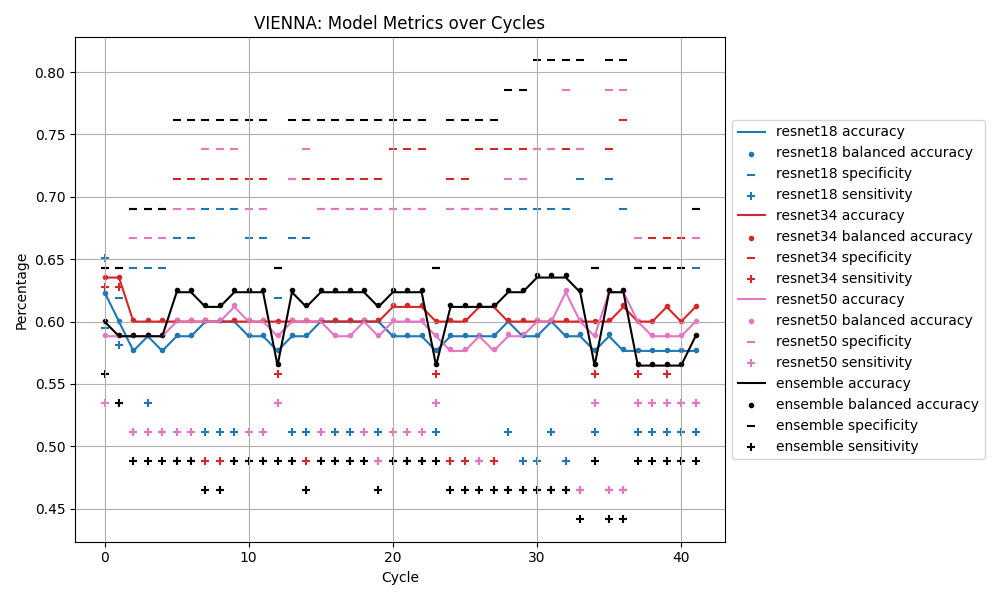 VIENNA: Model Metrics over Cycles
0.80
0.75
0.70
0.65
0.60
0.55
0.50
0.45
Percentage
0
10
20
30
40
Cycle
resnet18 accuracy
resnet18 balanced accuracy
resnet18 specificity
resnet18 sensitivity
resnet34 accuracy
resnet34 balanced accuracy
resnet34 specificity
resnet34 sensitivity
resnet50 accuracy
resnet50 balanced accuracy
resnet50 specificity
resnet50 sensitivity
ensemble accuracy
ensemble balanced accuracy
ensemble specificity
ensemble sensitivity